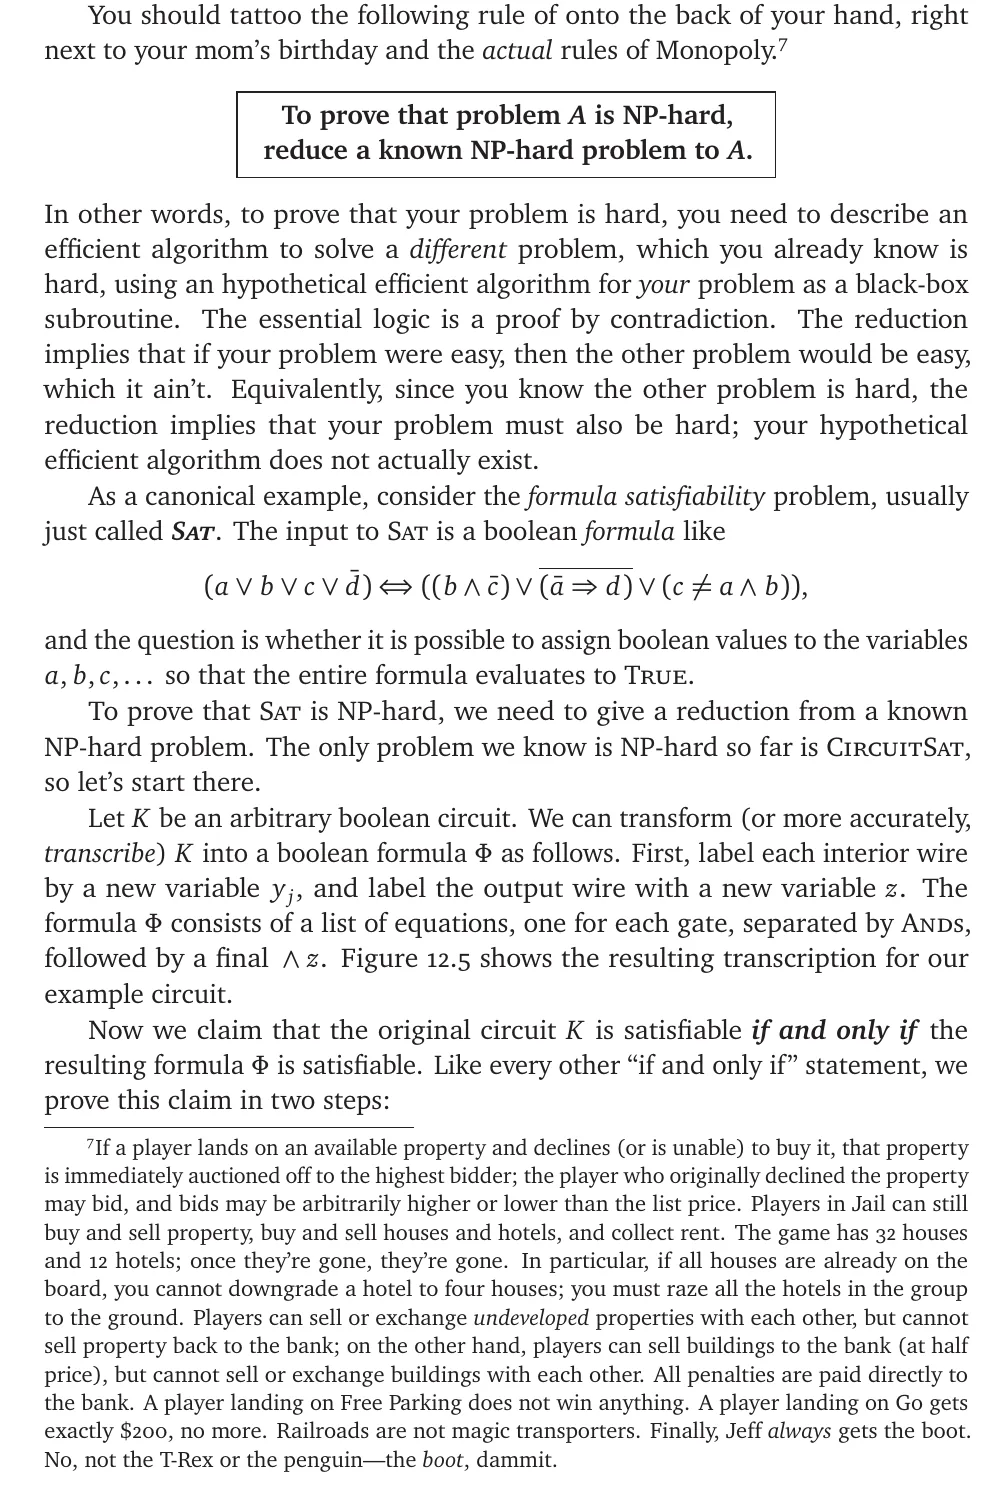 You should tattoo the following rule of onto the back of your hand, right
next to your mom's birthday and the actual rules of Monopoly.⁷
To prove that problem A is NP-hard,
reduce a known NP-hard problem to A.
In other words, to prove that your problem is hard, you need to describe an
efficient algorithm to solve a different problem, which you already know is
hard, using an hypothetical efficient algorithm for your problem as a black-box
subroutine. The essential logic is a proof by contradiction. The reduction
implies that if your problem were easy, then the other problem would be easy,
which it ain't. Equivalently, since you know the other problem is hard, the
reduction implies that your problem must also be hard; your hypothetical
efficient algorithm does not actually exist.
As a canonical example, consider the formula satisfiability problem, usually
just called SAT. The input to SAT is a boolean formula like
(a ∨ b ∨ c ∨ d̄) ⟺ ((b ∧ c̄) ∨ \overline{(ā ⇒ d)} ∨ (c ≠ a ∧ b)),
and the question is whether it is possible to assign boolean values to the variables
a, b, c, . . . so that the entire formula evaluates to TRUE.
To prove that SAT is NP-hard, we need to give a reduction from a known
NP-hard problem. The only problem we know is NP-hard so far is CIRCUITSAT,
so let's start there.
Let K be an arbitrary boolean circuit. We can transform (or more accurately,
transcribe) K into a boolean formula Φ as follows. First, label each interior wire
by a new variable yⱼ, and label the output wire with a new variable z. The
formula Φ consists of a list of equations, one for each gate, separated by ANDs,
followed by a final ∧ z. Figure 12.5 shows the resulting transcription for our
example circuit.
Now we claim that the original circuit K is satisfiable if and only if the
resulting formula Φ is satisfiable. Like every other “if and only if” statement, we
prove this claim in two steps:
⁷If a player lands on an available property and declines (or is unable) to buy it, that property
is immediately auctioned off to the highest bidder; the player who originally declined the property
may bid, and bids may be arbitrarily higher or lower than the list price. Players in Jail can still
buy and sell property, buy and sell houses and hotels, and collect rent. The game has 32 houses
and 12 hotels; once they're gone, they're gone. In particular, if all houses are already on the
board, you cannot downgrade a hotel to four houses; you must raze all the hotels in the group
to the ground. Players can sell or exchange undeveloped properties with each other, but cannot
sell property back to the bank; on the other hand, players can sell buildings to the bank (at half
price), but cannot sell or exchange buildings with each other. All penalties are paid directly to
the bank. A player landing on Free Parking does not win anything. A player landing on Go gets
exactly $200, no more. Railroads are not magic transporters. Finally, Jeff always gets the boot.
No, not the T-Rex or the penguin—the boot, dammit.